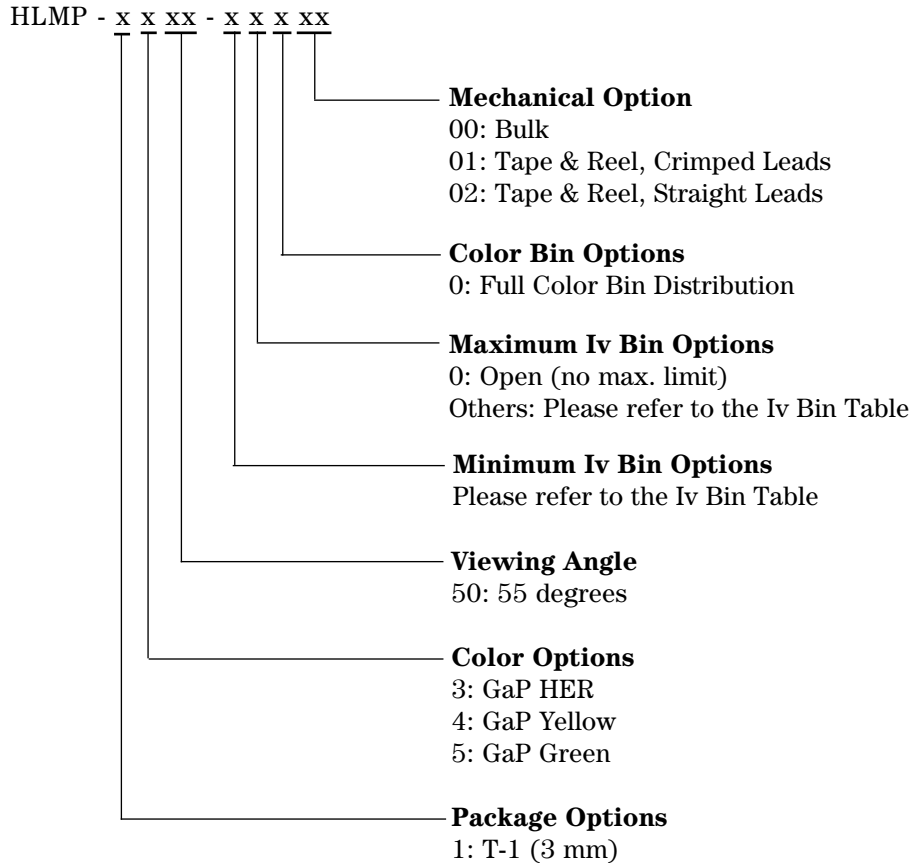 HLMP - x x xx - x x x xx
Mechanical Option
00: Bulk
01: Tape & Reel, Crimped Leads
02: Tape & Reel, Straight Leads
Color Bin Options
0: Full Color Bin Distribution
Maximum Iv Bin Options
0: Open (no max. limit)
Others: Please refer to the Iv Bin Table
Minimum Iv Bin Options
Please refer to the Iv Bin Table
Viewing Angle
50: 55 degrees
Color Options
3: GaP HER
4: GaP Yellow
5: GaP Green
Package Options
1: T-1 (3 mm)